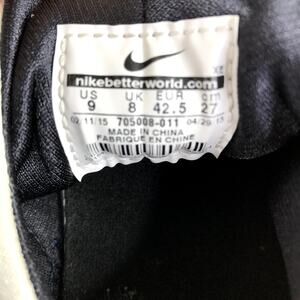 nikebetterworld.com
US UK EUR cm
9 8 42.5 27
02/11/15 705008-011 04/29/15
MADE IN CHINA
FABRIQUE EN CHINE